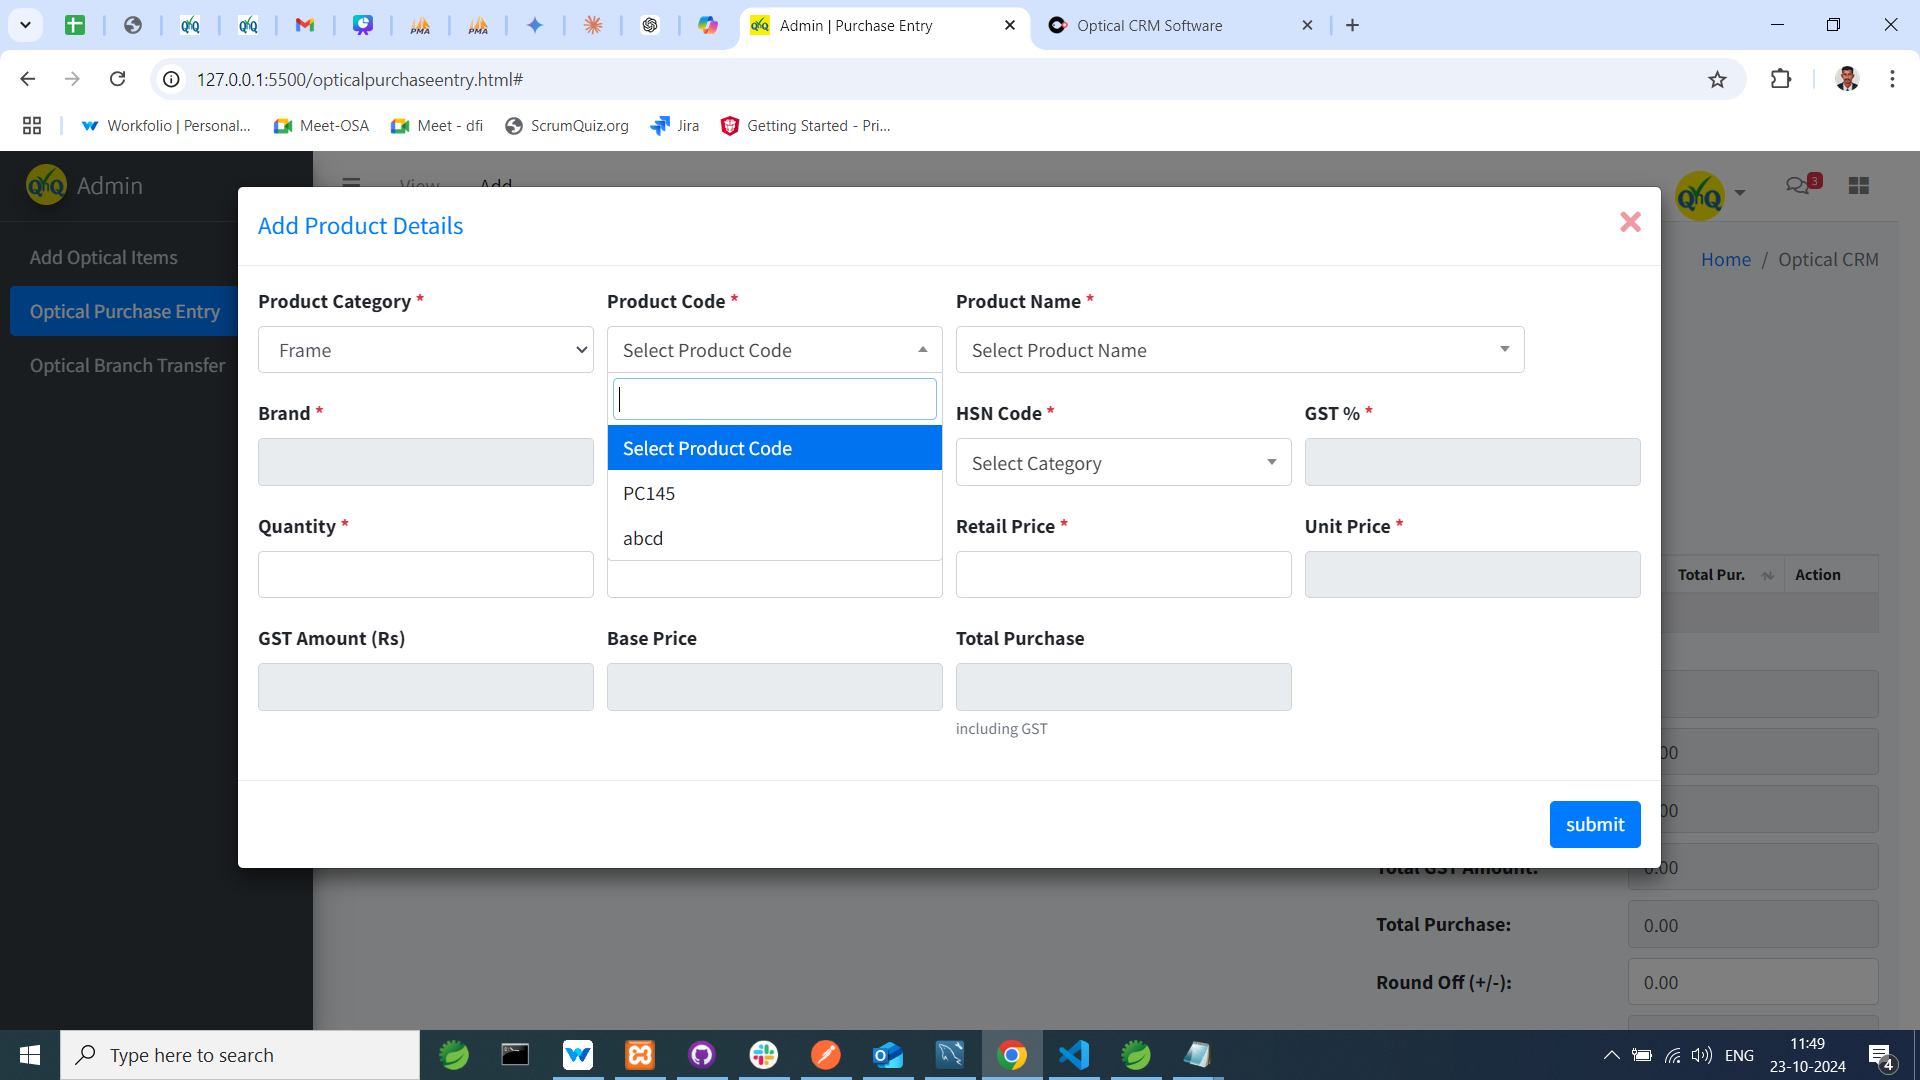 Admin | Purchase Entry
Optical CRM Software
127.0.0.1:5500/opticalpurchaseentry.html#
Workfolio | Personal...
Meet-OSA
Meet - dfi
ScrumQuiz.org
Jira
Getting Started - Pri...
QnQ
Admin
View
Add
QnQ
3
Add Product Details
Add Optical Items
Home / Optical CRM
Optical Purchase Entry
Optical Branch Transfer
Product Category *
Product Code *
Product Name *
Frame
Select Product Code
Select Product Name
Brand *
HSN Code *
GST % *
Select Product Code
Select Category
PC145
abcd
Quantity *
Retail Price *
Unit Price *
Total Pur.
Action
GST Amount (Rs)
Base Price
Total Purchase
including GST
submit
Total GST Amount:
0.00
Total Purchase:
0.00
Round Off (+/-):
0.00
Type here to search
ENG
11:49
23-10-2024
4